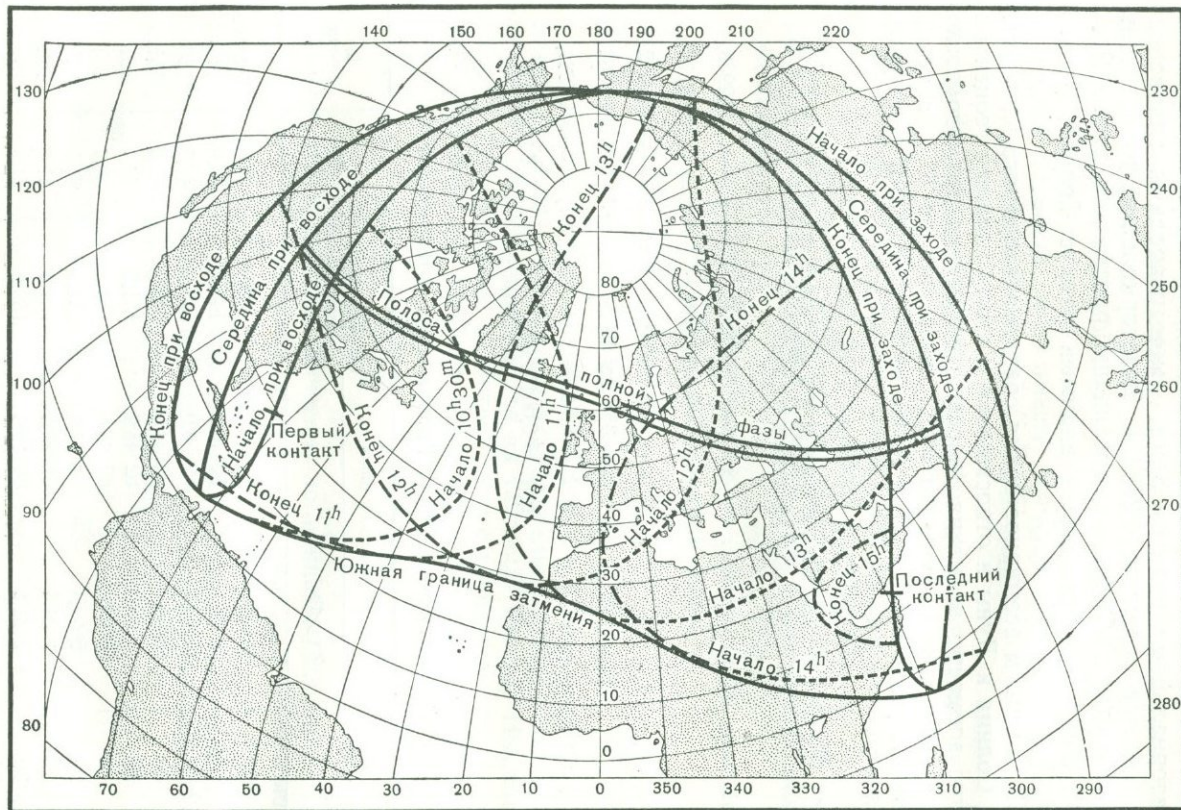 140 150 160 170 180 190 200 210 220
130
120
110
100
90
80
230
240
250
260
270
280
70 60 50 40 30 20 10 0 350 340 330 320 310 300 290
80
70
60
50
40
30
20
10
0
Конец при восходе
Середина при восходе
Начало при восходе
Первый
контакт
Конец 11h
Конец 12h
Начало 10h30m
Начало 11h
Конец 13h
Полоса полной фазы
Южная граница затмения
Начало 12h
Конец 14h
Начало 13h
Конец 15h
Начало 14h
Последний
контакт
Конец при заходе
Середина при заходе
Начало при заходе